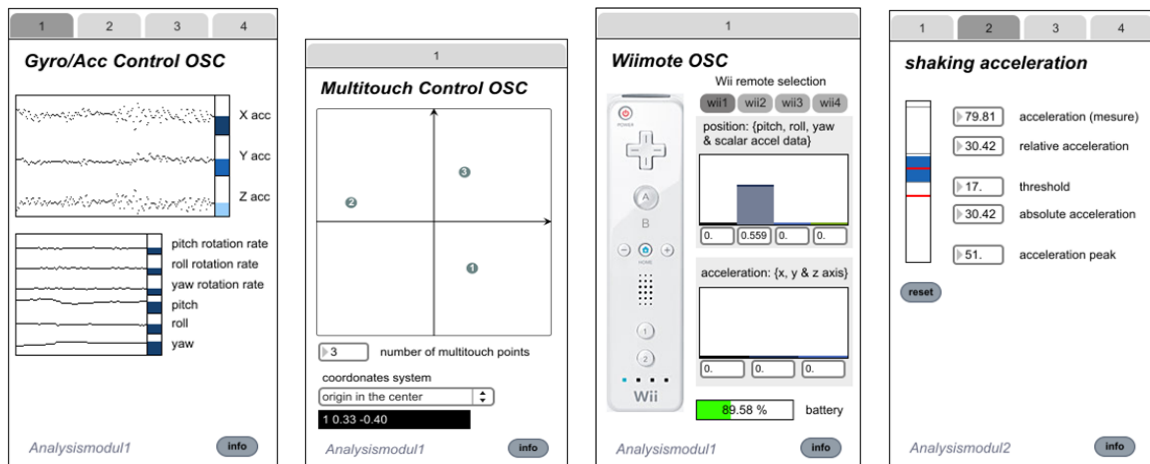 1
2
3
4
Gyro/Acc Control OSC
X acc
Y acc
Z acc
pitch rotation rate
roll rotation rate
yaw rotation rate
pitch
roll
yaw
Analysismodul1
info
1
Multitouch Control OSC
3
2
1
3 number of multitouch points
coordonates system
origin in the center
1 0.33 -0.40
Analysismodul1
info
1
Wiimote OSC
Wii remote selection
wii1 wii2 wii3 wii4
POWER
A
B
HOME
1
2
Wii
position: {pitch, roll, yaw
& scalar accel data}
0. 0.559 0. 0.
acceleration: {x, y & z axis}
0. 0. 0.
89.58 % battery
Analysismodul1
info
1
2
3
4
shaking acceleration
79.81 acceleration (mesure)
30.42 relative acceleration
17. threshold
30.42 absolute acceleration
51. acceleration peak
reset
Analysismodul2
info